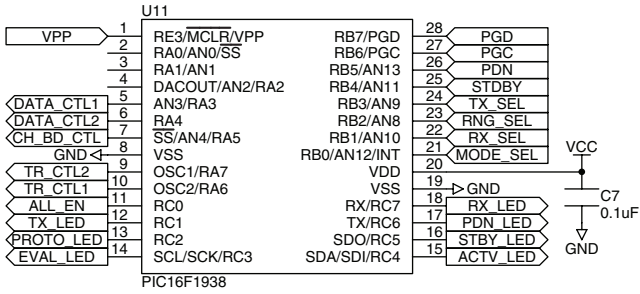 U11
VPP 1 RE3/MCLR/VPP RB7/PGD 28 PGD
2 RA0/AN0/SS RB6/PGC 27 PGC
3 RA1/AN1 RB5/AN13 26 PDN
4 DACOUT/AN2/RA2 RB4/AN11 25 STDBY
DATA_CTL1 5 AN3/RA3 RB3/AN9 24 TX_SEL
DATA_CTL2 6 RA4 RB2/AN8 23 RNG_SEL
CH_BD_CTL 7 SS/AN4/RA5 RB1/AN10 22 RX_SEL
GND 8 VSS RB0/AN12/INT 21 MODE_SEL VCC
TR_CTL2 9 OSC1/RA7 VDD 20
TR_CTL1 10 OSC2/RA6 VSS 19 GND C7
ALL_EN 11 RC0 RX/RC7 18 RX_LED 0.1uF
TX_LED 12 RC1 TX/RC6 17 PDN_LED
PROTO_LED 13 RC2 SDO/RC5 16 STBY_LED GND
EVAL_LED 14 SCL/SCK/RC3 SDA/SDI/RC4 15 ACTV_LED
PIC16F1938